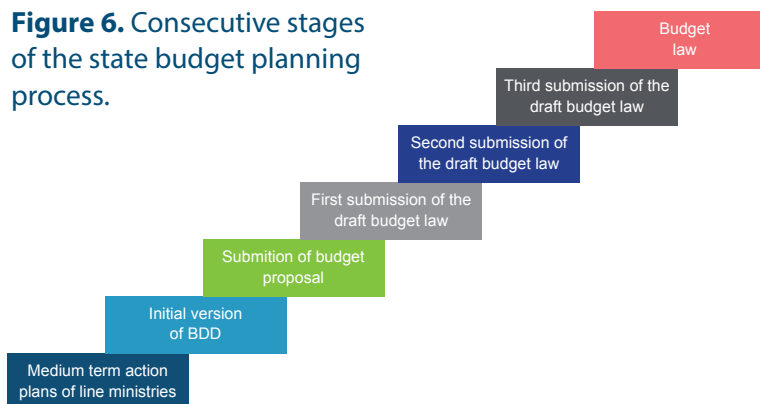 Figure 6. Consecutive stages
of the state budget planning
process.
Budget
law
Third submission of the
draft budget law
Second submission of
the draft budget law
First submission of the
draft budget law
Submition of budget
proposal
Initial version
of BDD
Medium term action
plans of line ministries